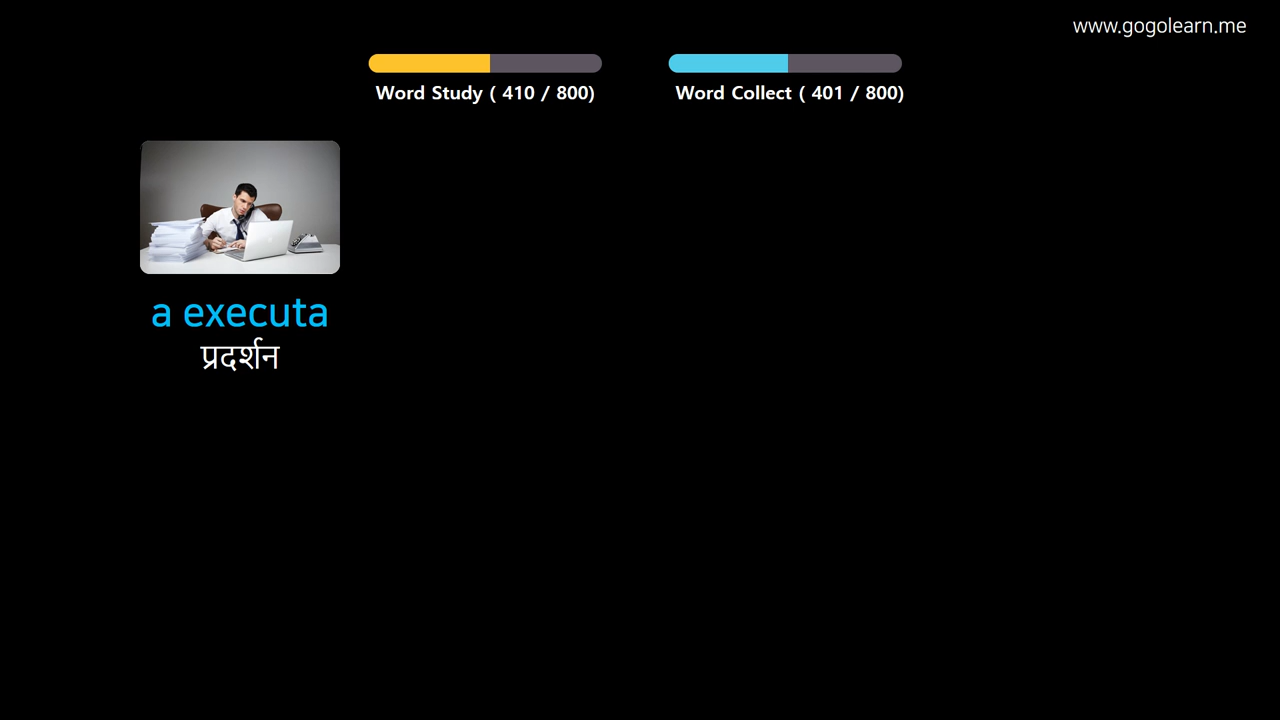 www.gogolearn.me
Word Study ( 410 / 800)
Word Collect ( 401 / 800)
a executa
प्रदर्शन